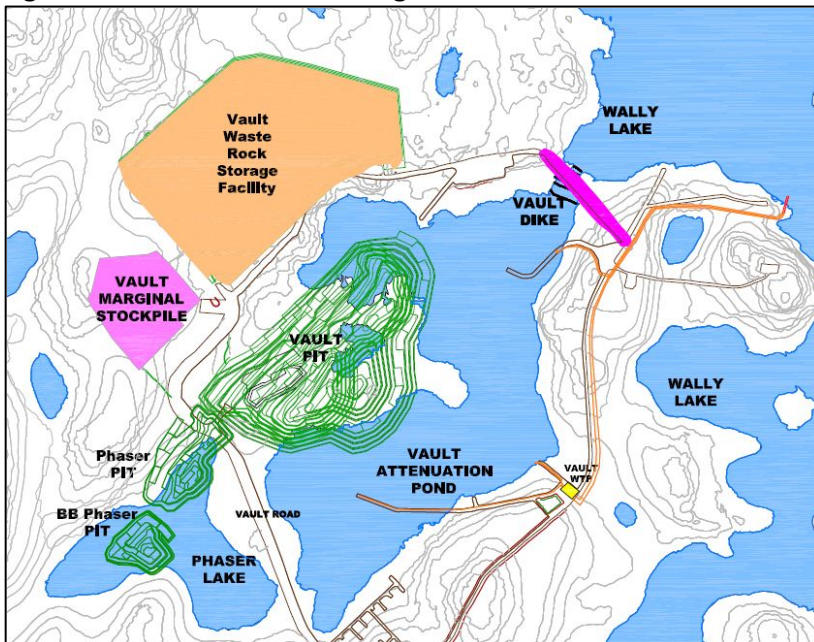 Vault
Waste
Rock
Storage
Facility
WALLY
LAKE
VAULT
DIKE
VAULT
MARGINAL
STOCKPILE
VAULT
PIT
WALLY
LAKE
Phaser
PIT
VAULT
ATTENUATION
POND
VAULT
WTP
BB Phaser
PIT
VAULT ROAD
PHASER
LAKE